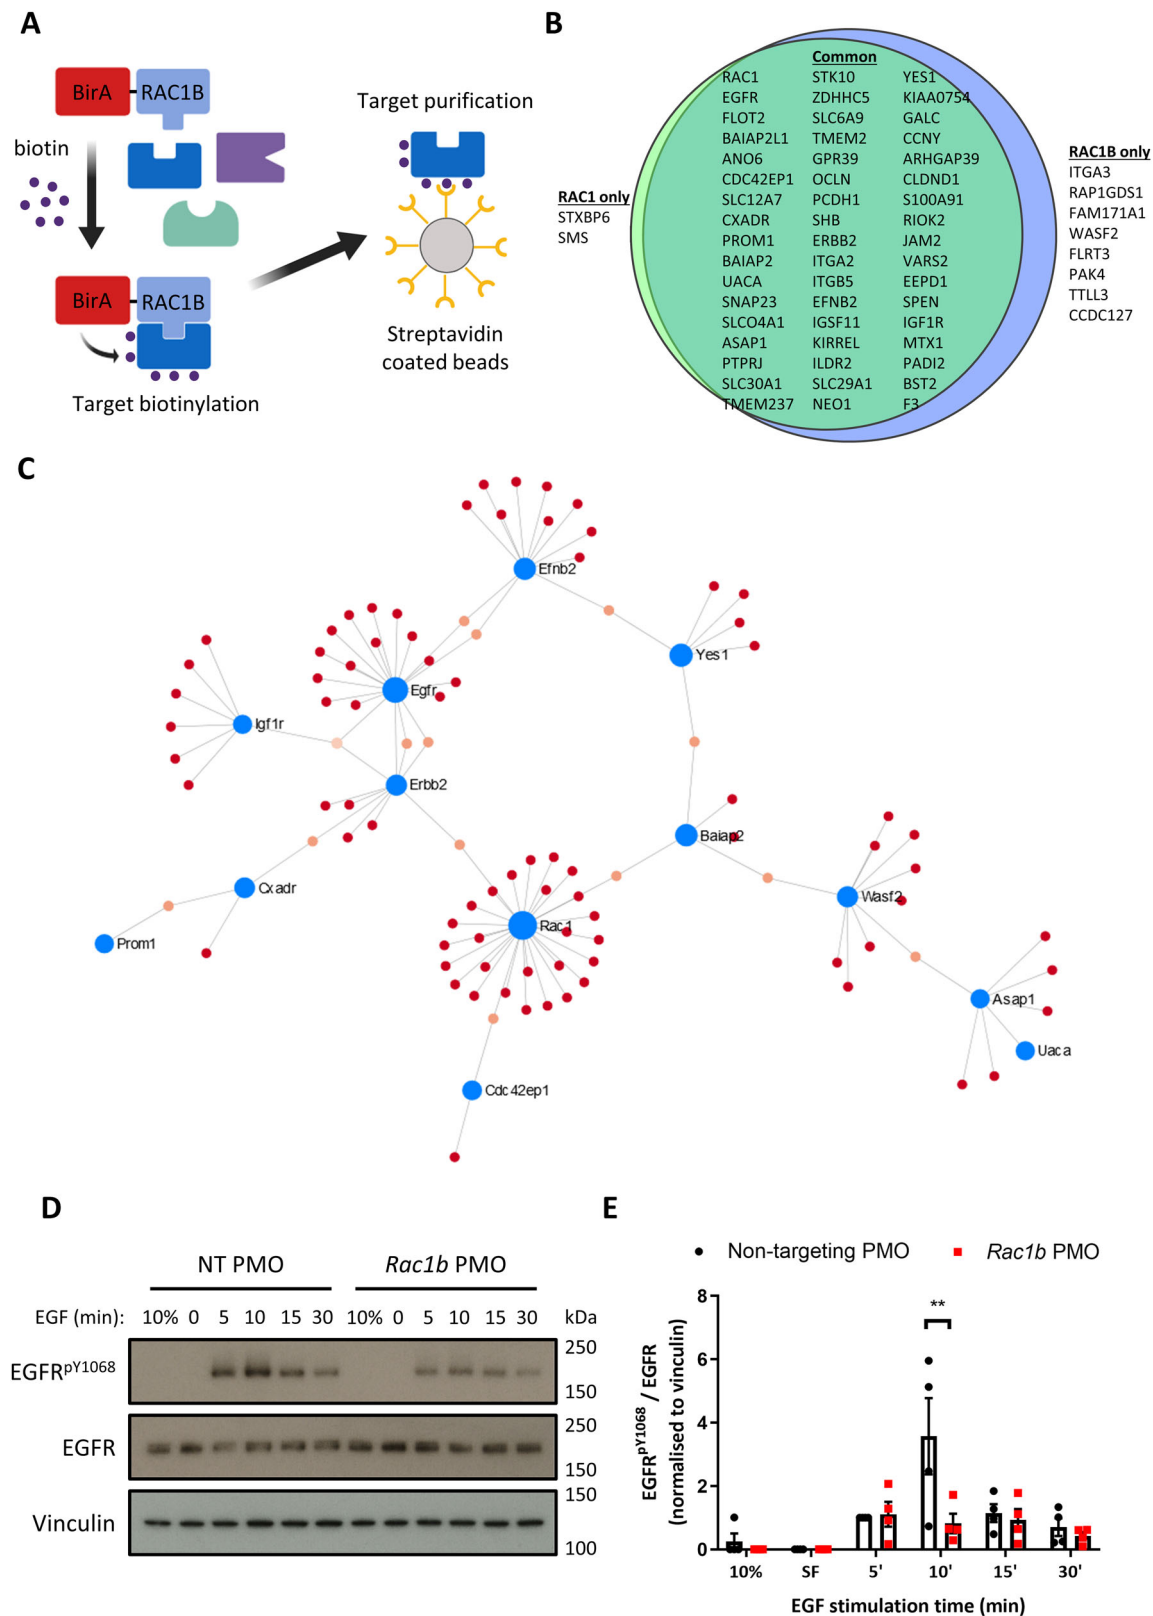 A
BirA
RAC1B
biotin
BirA
RAC1B
Target biotinylation
Target purification
Streptavidin
coated beads
B
RAC1 only
STXBP6
SMS
Common
RAC1 STK10 YES1
EGFR ZDHHC5 KIAA0754
FLOT2 SLC6A9 GALC
BAIAP2L1 TMEM2 CCNY
ANO6 GPR39 ARHGAP39
CDC42EP1 OCLN CLDND1
SLC12A7 PCDH1 S100A91
CXADR SHB RIOK2
PROM1 ERBB2 JAM2
BAIAP2 ITGA2 VARS2
UACA ITGB5 EEPD1
SNAP23 EFNB2 SPEN
SLCO4A1 IGSF11 IGF1R
ASAP1 KIRREL MTX1
PTPRJ ILDR2 PADI2
SLC30A1 SLC29A1 BST2
TMEM237 NEO1 F3
RAC1B only
ITGA3
RAP1GDS1
FAM171A1
WASF2
FLRT3
PAK4
TTLL3
CCDC127
C
Efnb2
Yes1
Egfr
Igf1r
Erbb2
Baiap2
Cxadr
Wasf2
Rac1
Prom1
Asap1
Uaca
Cdc42ep1
D
NT PMO Rac1b PMO
EGF (min): 10% 0 5 10 15 30 10% 0 5 10 15 30 kDa
EGFRpY1068
250
150
EGFR
250
150
Vinculin
150
100
E
Non-targeting PMO Rac1b PMO
EGFRpY1068 / EGFR
(normalised to vinculin)
8
6
4
2
0
**
10% SF 5' 10' 15' 30'
EGF stimulation time (min)